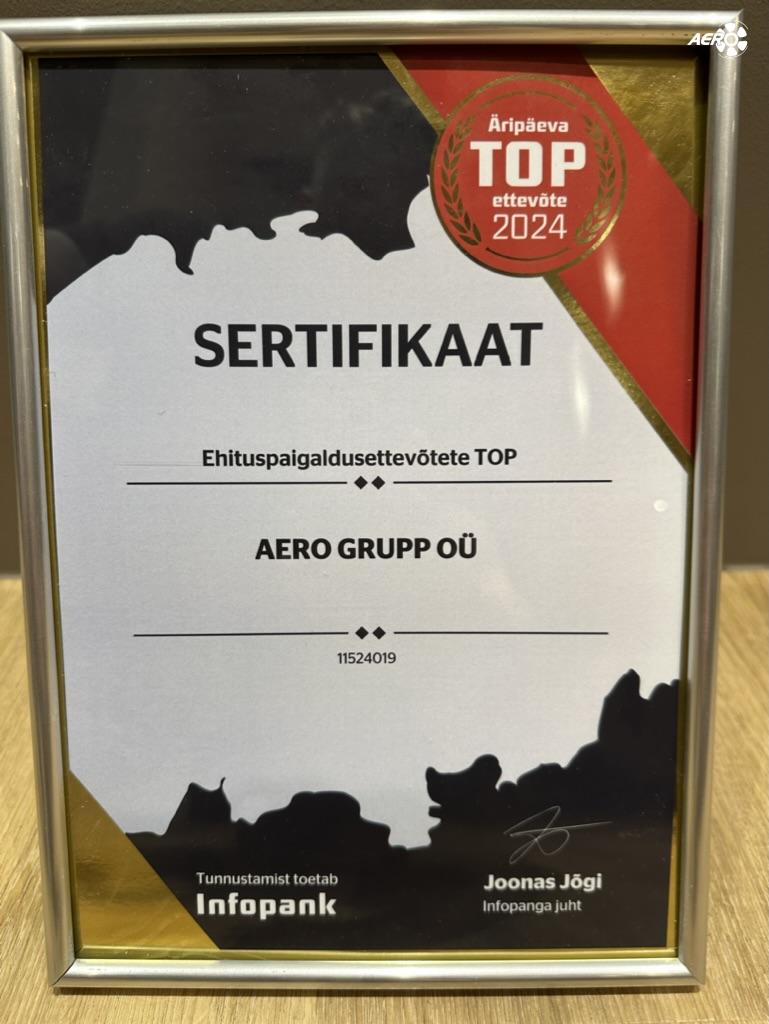 AERO
Äripäeva
TOP
ettevõte
2024
SERTIFIKAAT
Ehituspaigaldusettevõtete TOP
AERO GRUPP OÜ
11524019
Tunnustamist toetab
Infopank
Joonas Jõgi
Infopanga juht